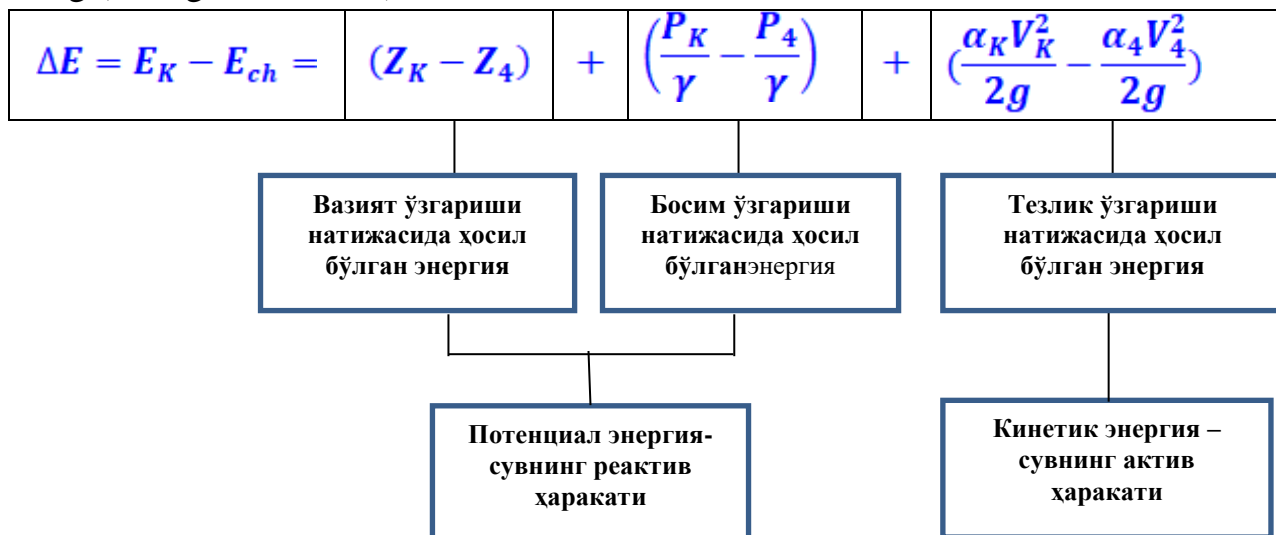 ΔE = E_K − E_ch = (Z_K − Z_4) + (P_K/γ − P_4/γ) + (α_K V_K^2/2g − α_4 V_4^2/2g)
Вазият ўзгариши
натижасида ҳосил
бўлган энергия
Босим ўзгариши
натижасида ҳосил
бўлганэнергия
Тезлик ўзгариши
натижасида ҳосил
бўлган энергия
Потенциал энергия-
сувнинг реактив
ҳаракати
Кинетик энергия –
сувнинг актив
ҳаракати